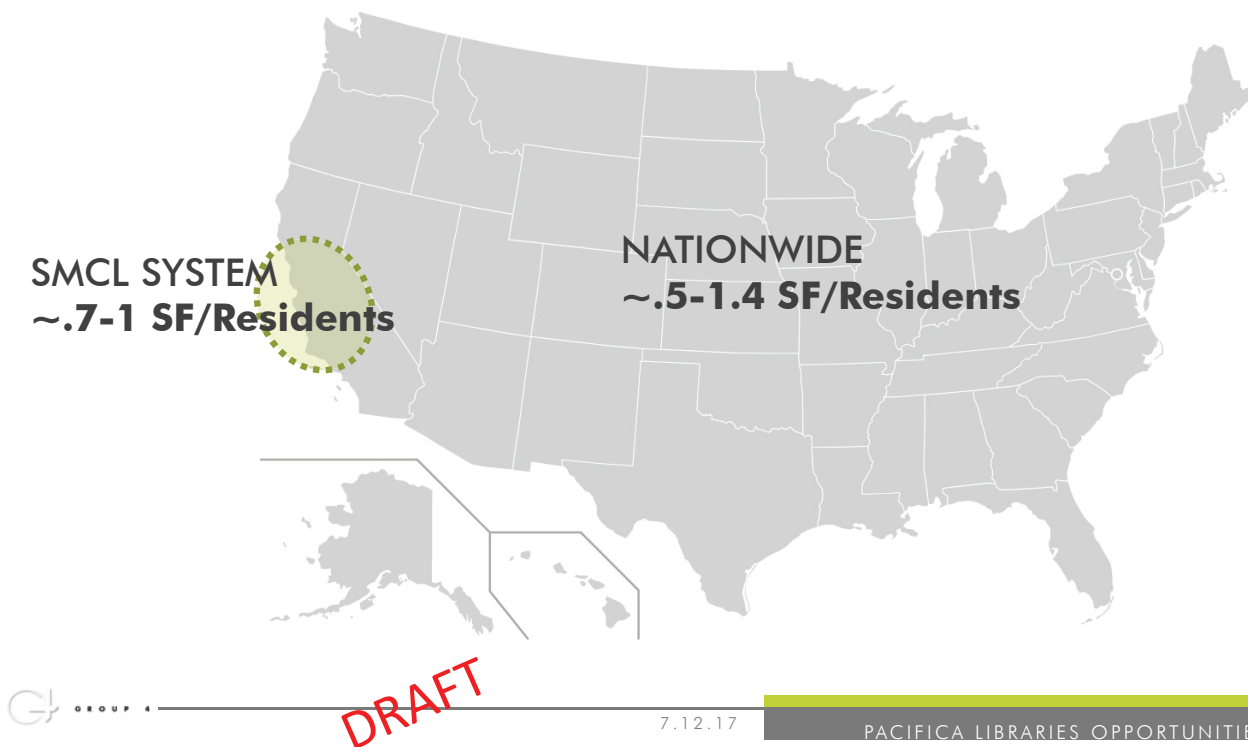 SMCL SYSTEM
~.7-1 SF/Residents
NATIONWIDE
~.5-1.4 SF/Residents
DRAFT
GROUP 4
7.12.17
PACIFICA LIBRARIES OPPORTUNITIE